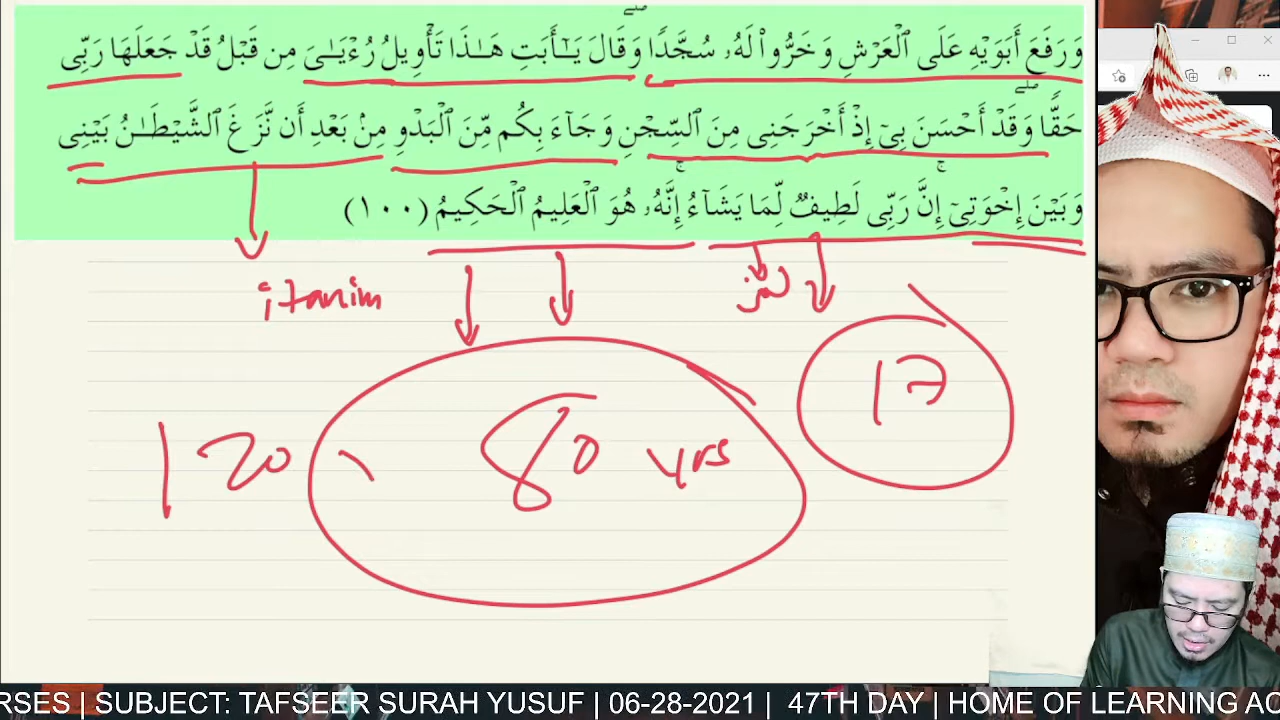 وَرَفَعَ أَبَوَيْهِ عَلَى ٱلْعَرْشِ وَخَرُّوا۟ لَهُۥ سُجَّدًۭا ۖ وَقَالَ يَـٰٓأَبَتِ هَـٰذَا تَأْوِيلُ رُءْيَـٰىَ مِن قَبْلُ قَدْ جَعَلَهَا رَبِّى
حَقًّۭا ۖ وَقَدْ أَحْسَنَ بِىٓ إِذْ أَخْرَجَنِى مِنَ ٱلسِّجْنِ وَجَآءَ بِكُم مِّنَ ٱلْبَدْوِ مِنۢ بَعْدِ أَن نَّزَغَ ٱلشَّيْطَـٰنُ بَيْنِى
وَبَيْنَ إِخْوَتِىٓ ۚ إِنَّ رَبِّى لَطِيفٌۭ لِّمَا يَشَآءُ ۚ إِنَّهُۥ هُوَ ٱلْعَلِيمُ ٱلْحَكِيمُ (١٠٠)
itanim
17
120 80 yrs
RSES | SUBJECT: TAFSEER SURAH YUSUF | 06-28-2021 | 47TH DAY | HOME OF LEARNING AC